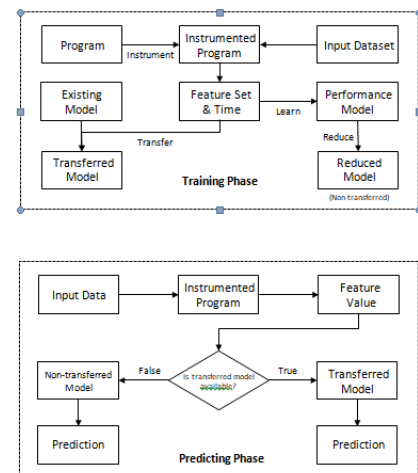 Program
Instrument
Instrumented
Program
Input Dataset
Existing
Model
Feature Set
& Time
Learn
Performance
Model
Transfer
Reduce
Transferred
Model
Training Phase
Reduced
Model
(Non-transferred)
Input Data
Instrumented
Program
Feature
Value
Non-transferred
Model
False
Is transferred model
available?
True
Transferred
Model
Prediction
Prediction
Predicting Phase